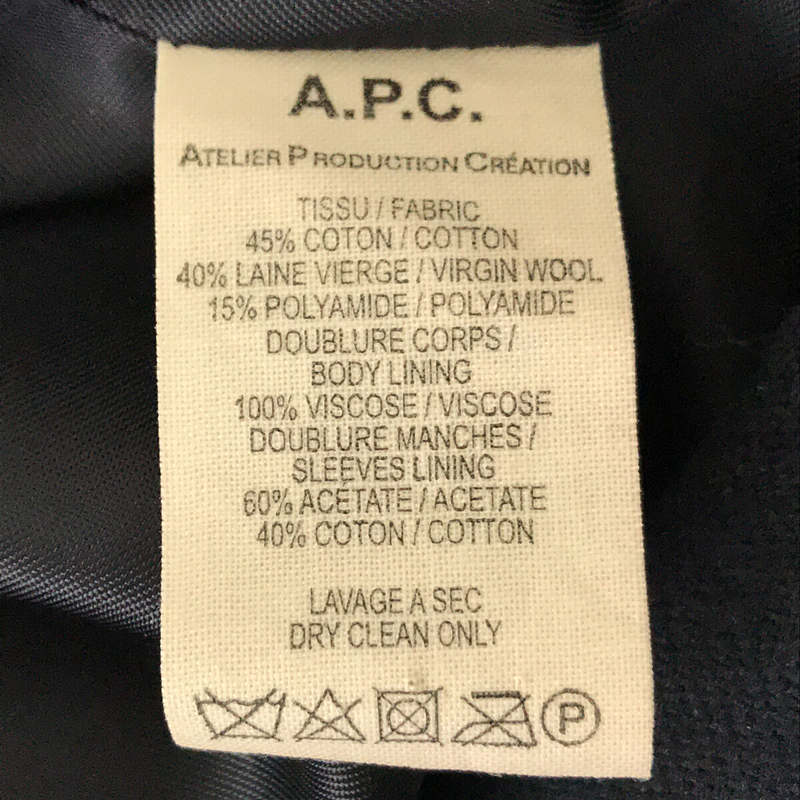 A.P.C.
ATELIER PRODUCTION CRÉATION
TISSU / FABRIC
45% COTON / COTTON
40% LAINE VIERGE / VIRGIN WOOL
15% POLYAMIDE / POLYAMIDE
DOUBLURE CORPS /
BODY LINING
100% VISCOSE / VISCOSE
DOUBLURE MANCHES /
SLEEVES LINING
60% ACÉTATE / ACETATE
40% COTON / COTTON
LAVAGE A SEC
DRY CLEAN ONLY
P